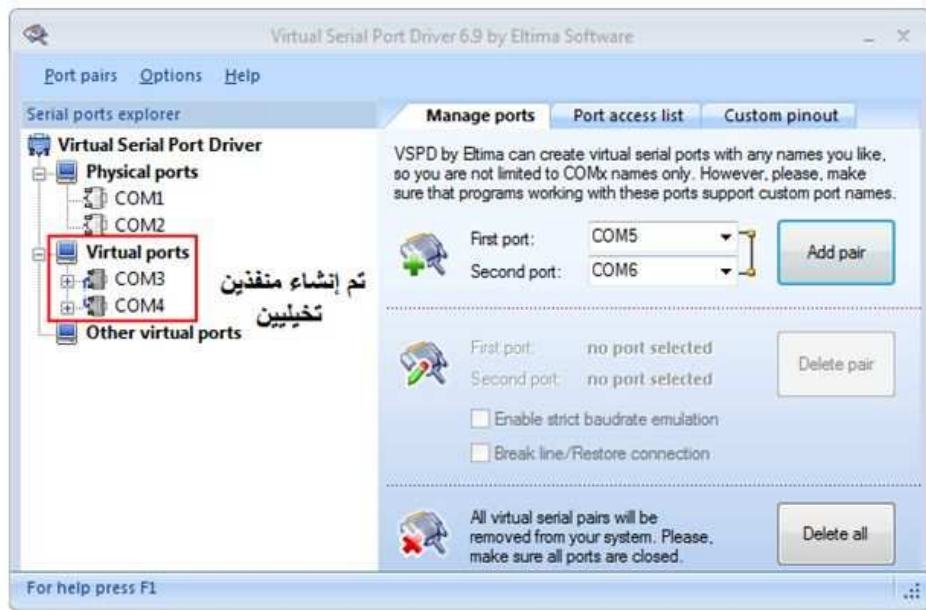 Virtual Serial Port Driver 6.9 by Eltima Software
Port pairs Options Help
Serial ports explorer
Virtual Serial Port Driver
Physical ports
COM1
COM2
Virtual ports
COM3
COM4
Other virtual ports
تم إنشاء منفذين
تخيليين
Manage ports Port access list Custom pinout
VSPD by Eltima can create virtual serial ports with any names you like,
so you are not limited to COMx names only. However, please, make
sure that programs working with these ports support custom port names.
First port: COM5
Second port: COM6
Add pair
First port: no port selected
Second port: no port selected
Delete pair
Enable strict baudrate emulation
Break line/Restore connection
All virtual serial pairs will be
removed from your system. Please,
make sure all ports are closed.
Delete all
For help press F1